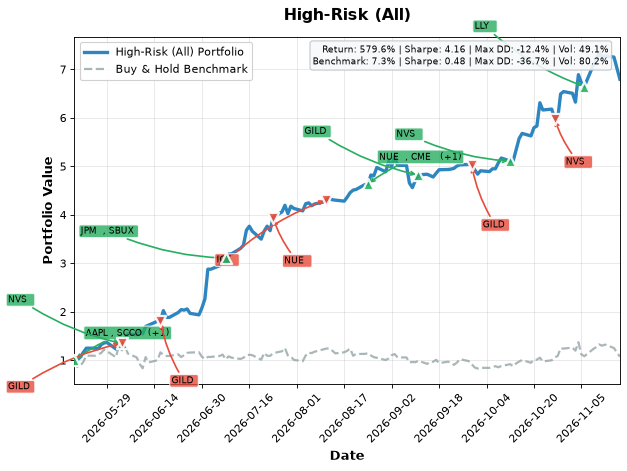 High-Risk (All)
LLY
High-Risk (All) Portfolio
Buy & Hold Benchmark
Return: 579.6% | Sharpe: 4.16 | Max DD: -12.4% | Vol: 49.1%
Benchmark: 7.3% | Sharpe: 0.48 | Max DD: -36.7% | Vol: 80.2%
7
6
5
4
3
2
1
Portfolio Value
GILD
NVS
NUE , CME (+1)
NVS
GILD
JPM , SBUX
NUE
NVS
AAPL , SCCO (+2)
GILD
GILD
2026-05-29
2026-06-14
2026-06-30
2026-07-16
2026-08-01
2026-08-17
2026-09-02
2026-09-18
2026-10-04
2026-10-20
2026-11-05
Date